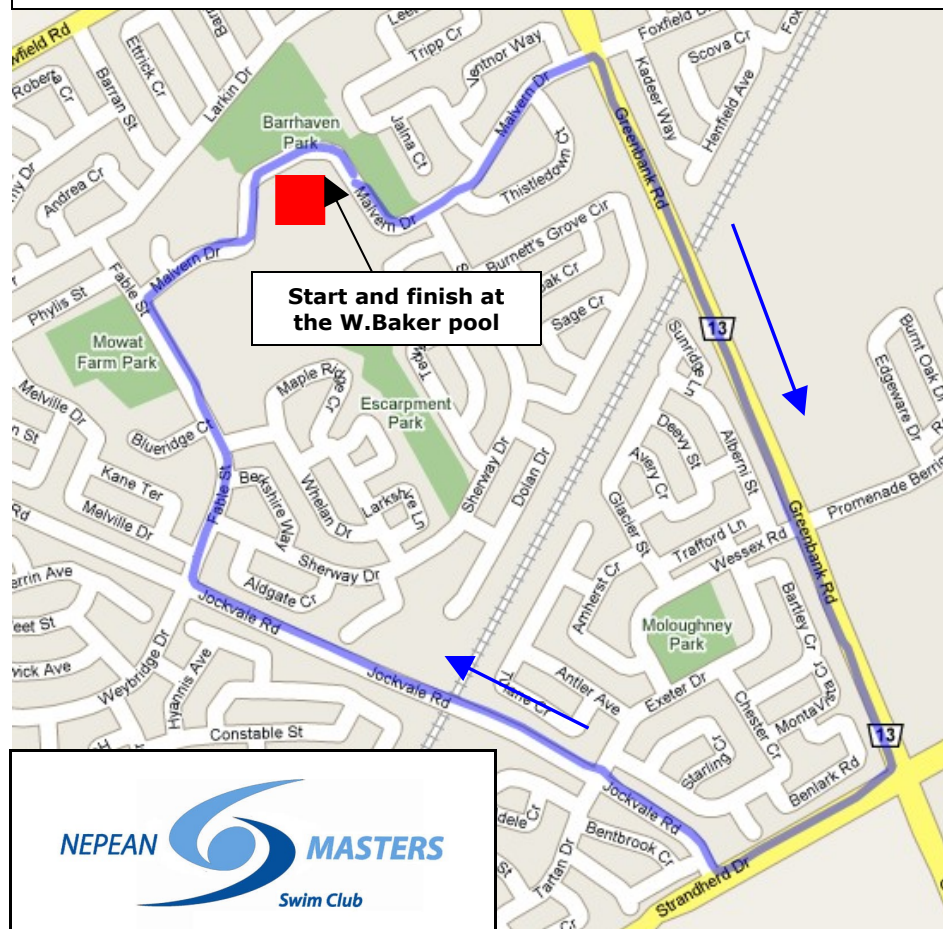 wfield Rd
Ettrick Cr
Barran St
Larkin Dr
Tripp Cr
Ventnor Way
Foxfield
Scova Cr
Kadeer Way
Henfield Ave
Andrea Cr
Barrhaven
Park
Jalna Ct
Malvern Dr
Thistledown Cr
Greenbank Rd
Malvern Dr
Malvern Dr
Burnett's Grove Cir
oak Cr
Sage Cr
Phylis St
Fable St
Start and finish at
the W.Baker pool
13
Mowat
Farm Park
Maple R
Escarpment
Park
Sunridge Ln
Burnt Oak Dr
Edgeware Dr
Melville Dr
Blueridge Ct
Deevy St
Alberni St
Avery Cr
Kane Ter
Fable St
Berkshire Way
Whelan Dr
Larkshire Ln
Sherway Dr
Dolan Dr
Glacier St
Promenade Berrig
Greenbank Rd
Melville Dr
Trafford Ln
Wessex Rd
Sherway Dr
Aldgate Cr
Amherst Cr
Moloughney
Park
Bartley Cr
Jockvale Rd
Weybridge Dr
Hyannis Ave
Jockvale Rd
Antler Ave
Exeter Dr
Chester Cr
Constable St
Starling Cr
13
Benlark Rd
Jockvale Rd
Bentbrook Cr
Tartan Dr
Strandherd Dr
NEPEAN MASTERS
Swim Club